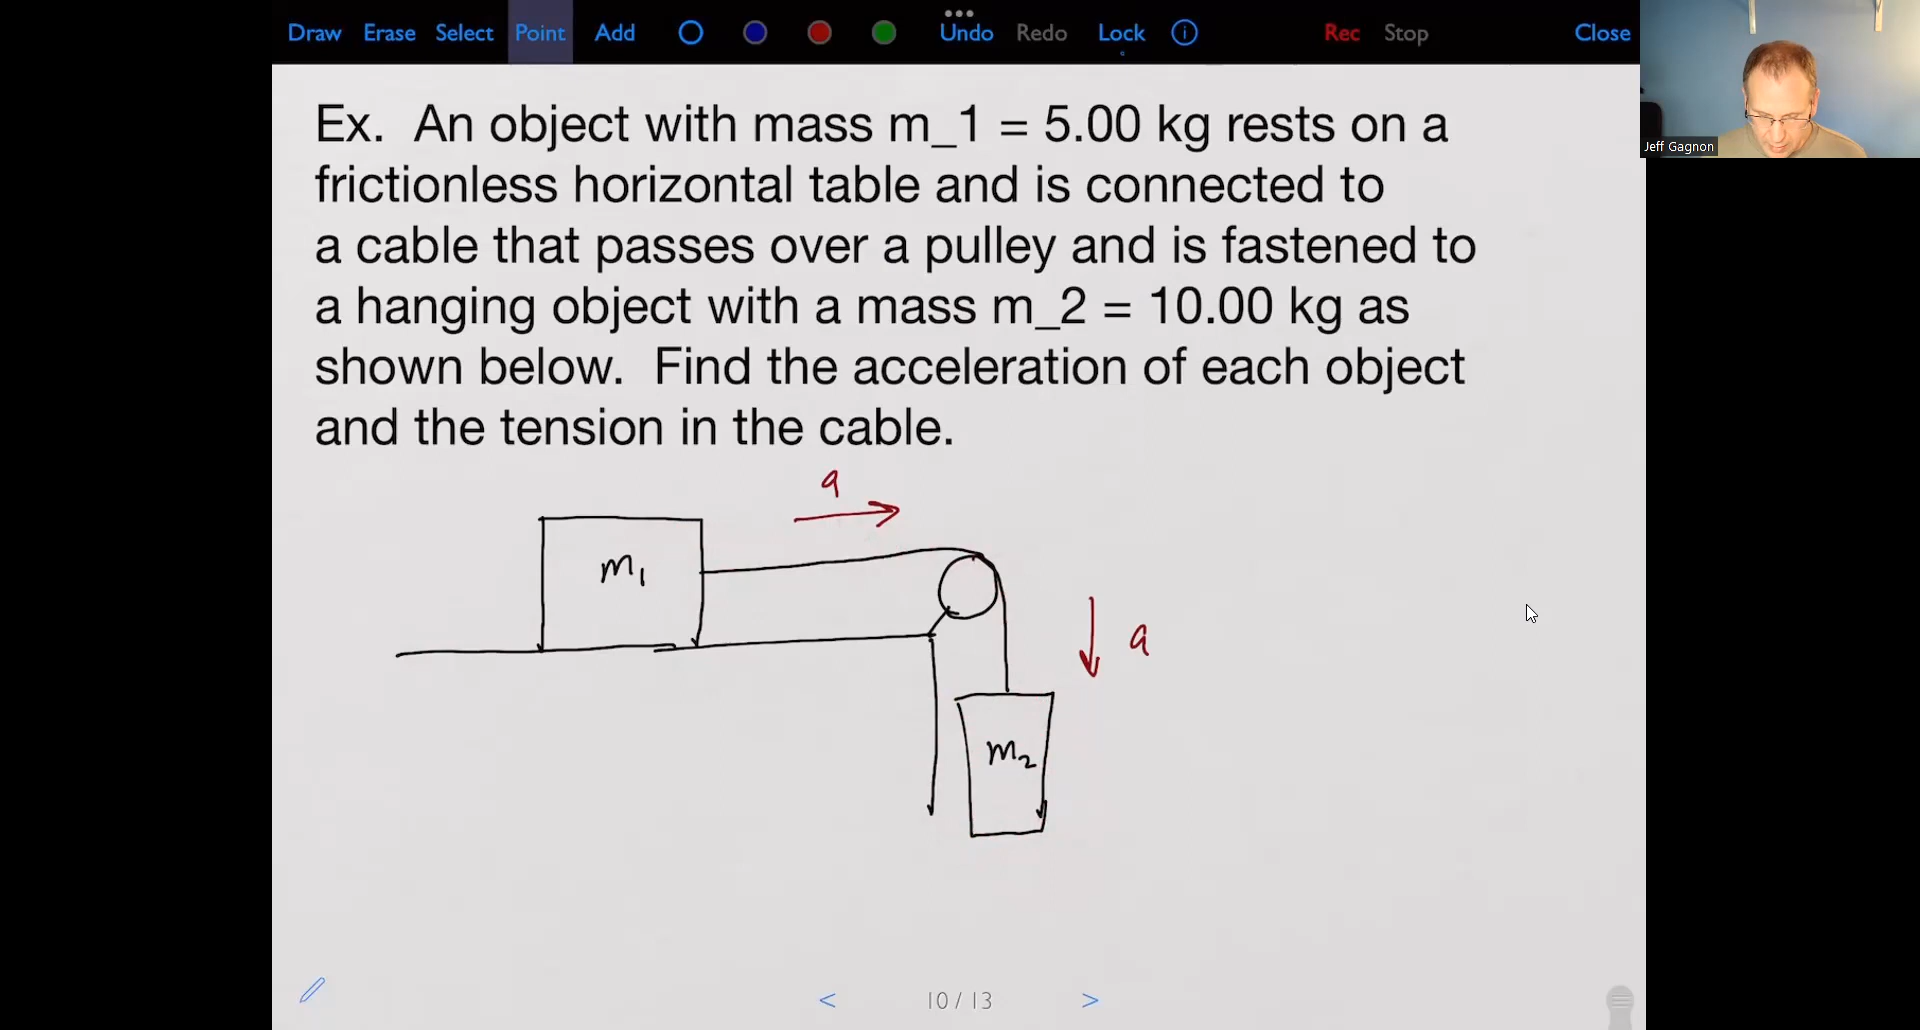 Draw Erase Select Point Add Undo Redo Lock Rec Stop Close
Jeff Gagnon
Ex. An object with mass m_1 = 5.00 kg rests on a
frictionless horizontal table and is connected to
a cable that passes over a pulley and is fastened to
a hanging object with a mass m_2 = 10.00 kg as
shown below. Find the acceleration of each object
and the tension in the cable.
a
m₁
a
m₂
< 10 / 13 >